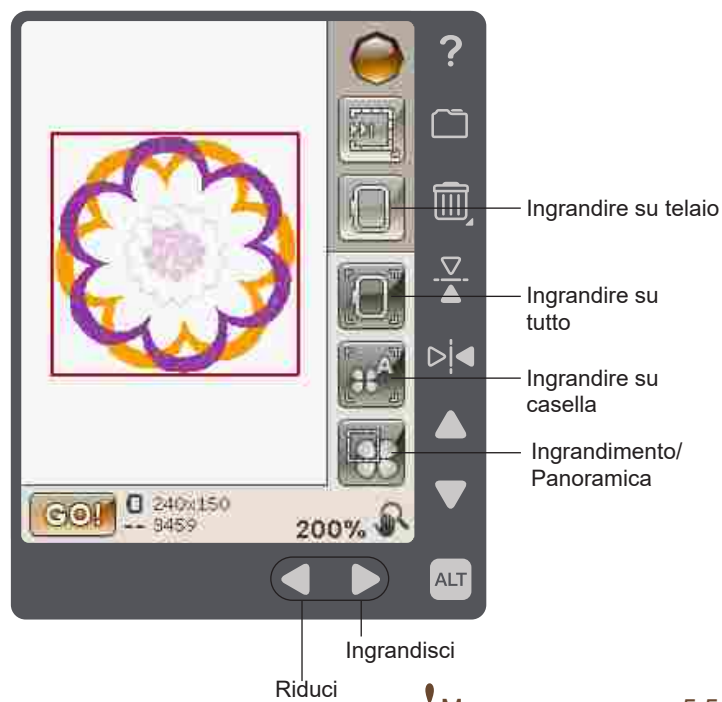 ?
Ingrandire su telaio
Ingrandire su
tutto
Ingrandire su
casella
A
Ingrandimento/
Panoramica
GO!
240x150
3459
200%
ALT
Ingrandisci
Riduci